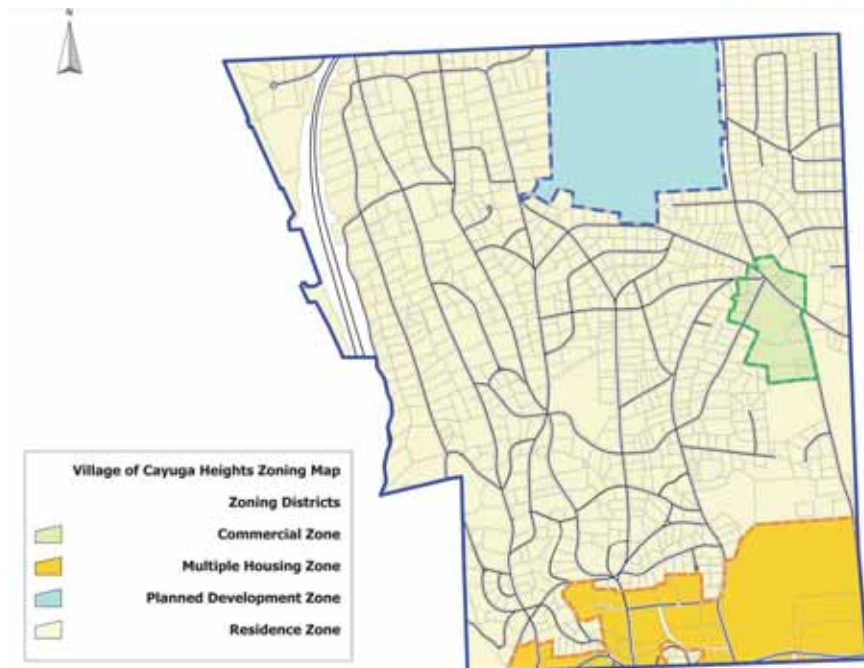 N
Village of Cayuga Heights Zoning Map
Zoning Districts
Commercial Zone
Multiple Housing Zone
Planned Development Zone
Residence Zone